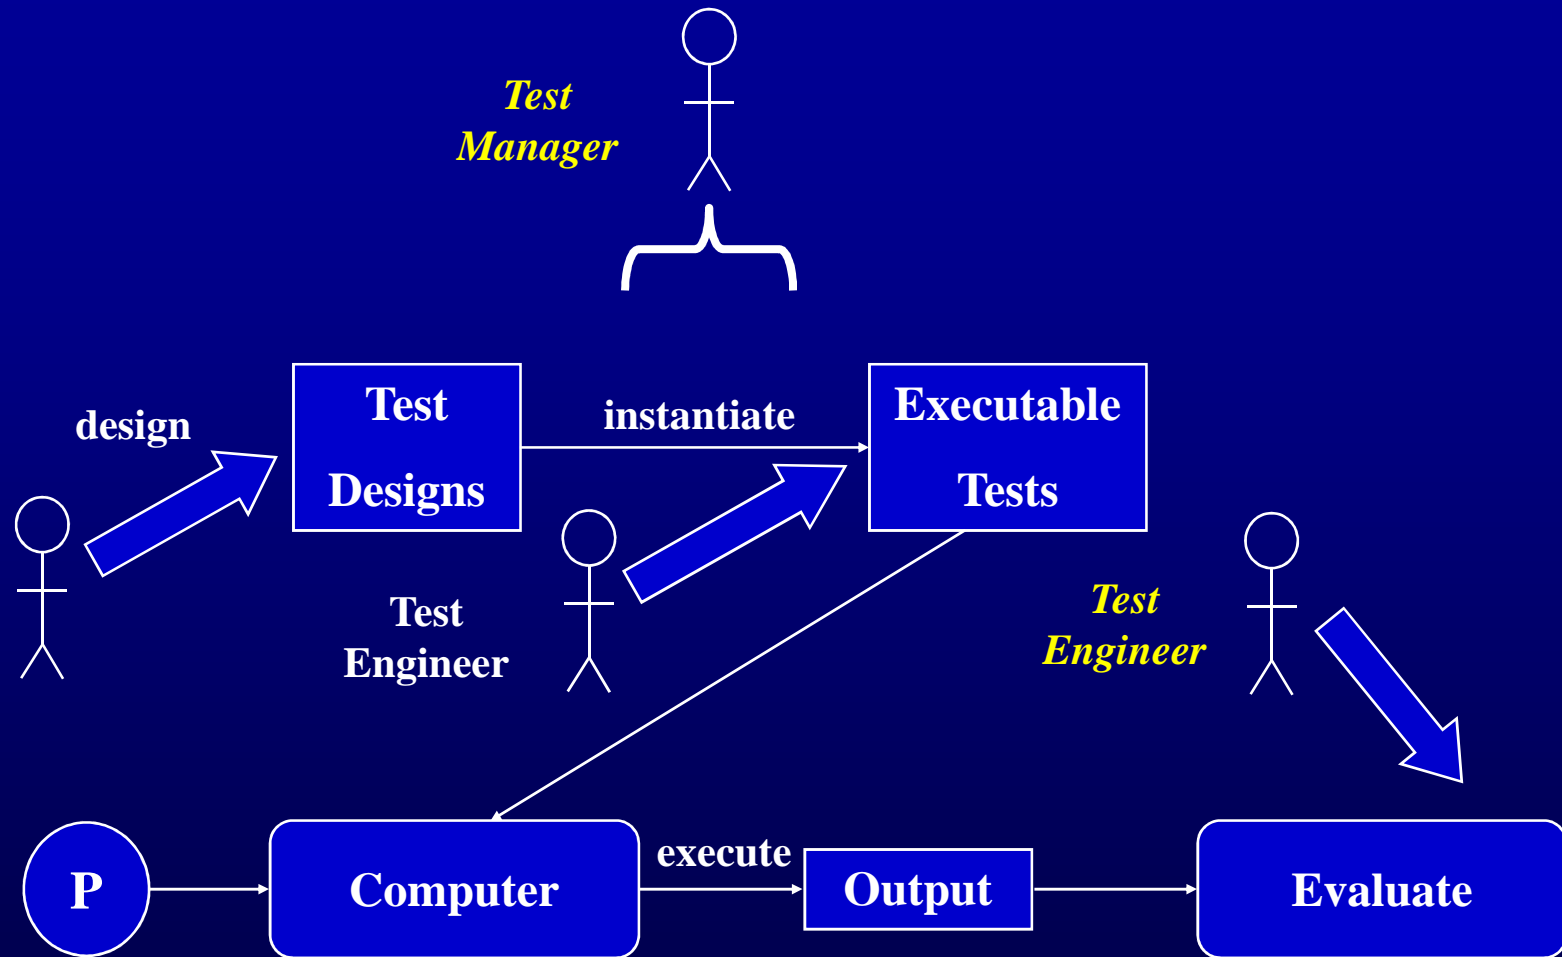 Test
Manager
design
Test
Designs
instantiate
Executable
Tests
Test
Engineer
Test
Engineer
P
Computer
execute
Output
Evaluate